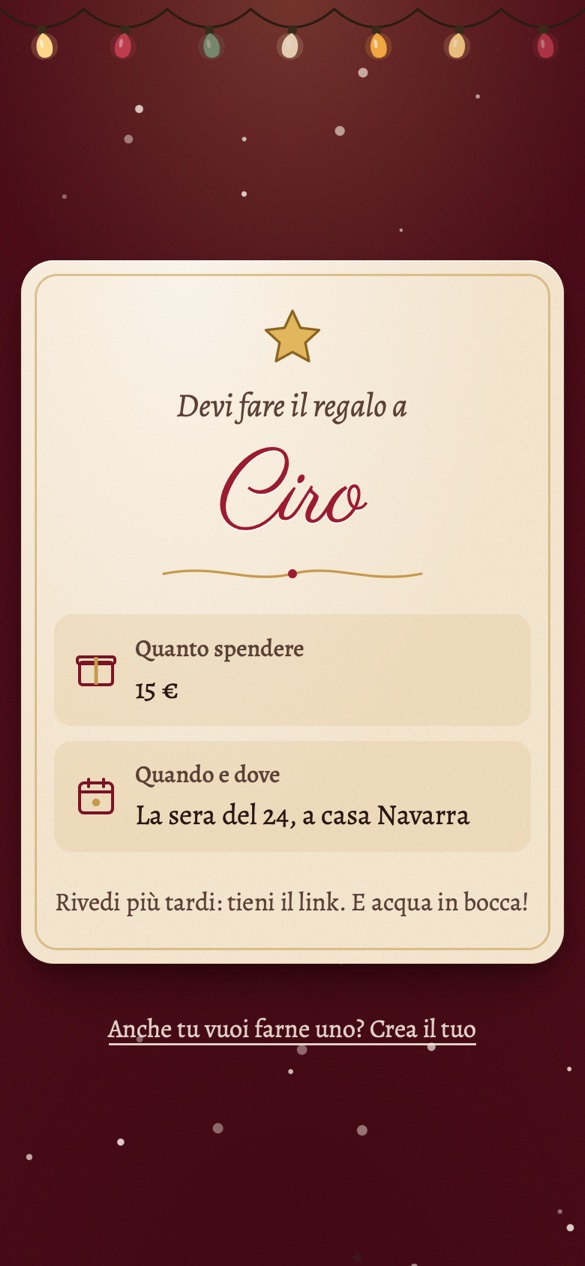 Devi fare il regalo a
Ciro
Quanto spendere
15 €
Quando e dove
La sera del 24, a casa Navarra
Rivedi più tardi: tieni il link. E acqua in bocca!
Anche tu vuoi farne uno? Crea il tuo